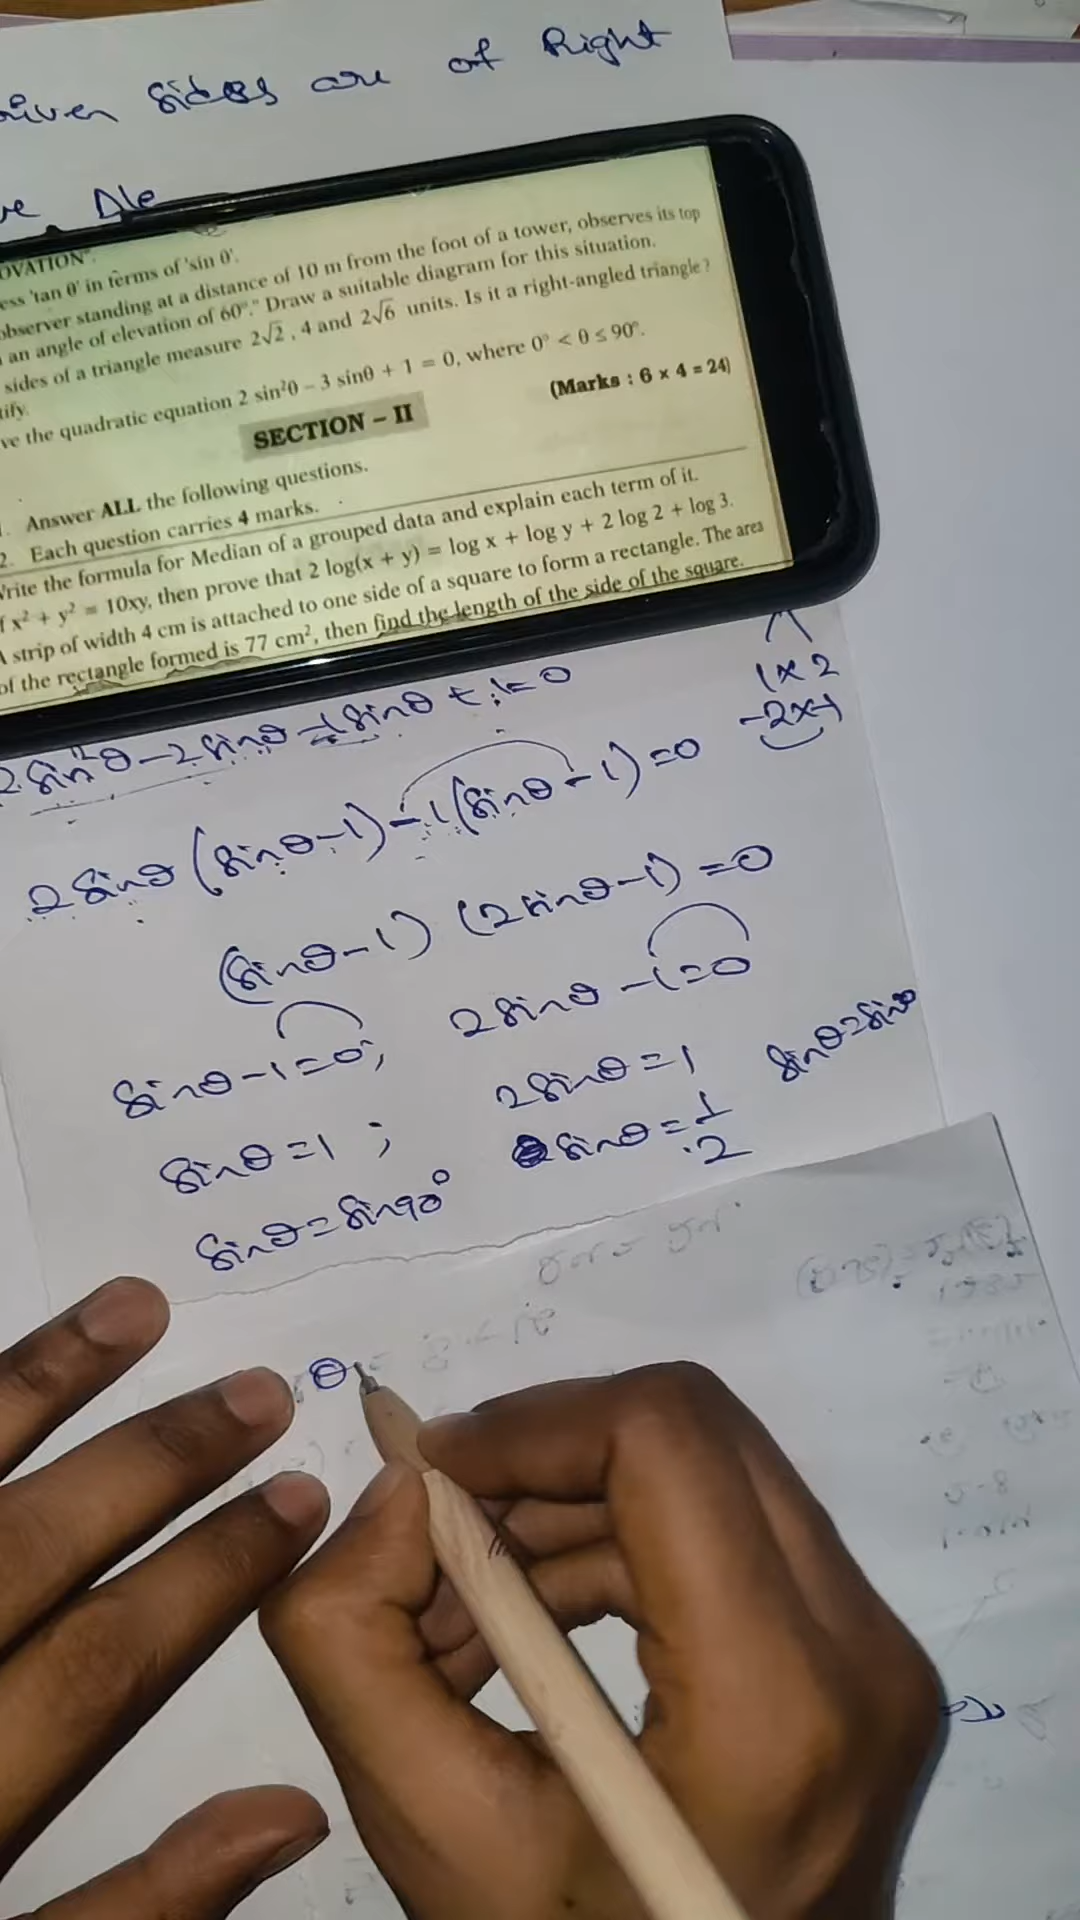 given sides are of Right
ve Dle
OVATION".
ess 'tan θ' in terms of 'sin θ'.
observer standing at a distance of 10 m from the foot of a tower, observes its top
an angle of elevation of 60°." Draw a suitable diagram for this situation.
sides of a triangle measure 2√2, 4 and 2√6 units. Is it a right-angled triangle?
tify.
ve the quadratic equation 2 sin²θ – 3 sinθ + 1 = 0, where 0° < θ ≤ 90°.
(Marks : 6 × 4 = 24)
SECTION – II
1. Answer ALL the following questions.
2. Each question carries 4 marks.
Write the formula for Median of a grouped data and explain each term of it.
f x² + y² = 10xy, then prove that 2 log(x + y) = log x + log y + 2 log 2 + log 3.
A strip of width 4 cm is attached to one side of a square to form a rectangle. The area
of the rectangle formed is 77 cm², then find the length of the side of the square.
1×2
-2×-1
2sin²θ-2sinθ-1sinθ+1=0
2sinθ(sinθ-1)-1(sinθ-1)=0
(sinθ-1) (2sinθ-1)=0
sinθ-1=0; 2sinθ-1=0
sinθ=1 ; 2sinθ=1
sinθ=sin90° sinθ=1/2
θ